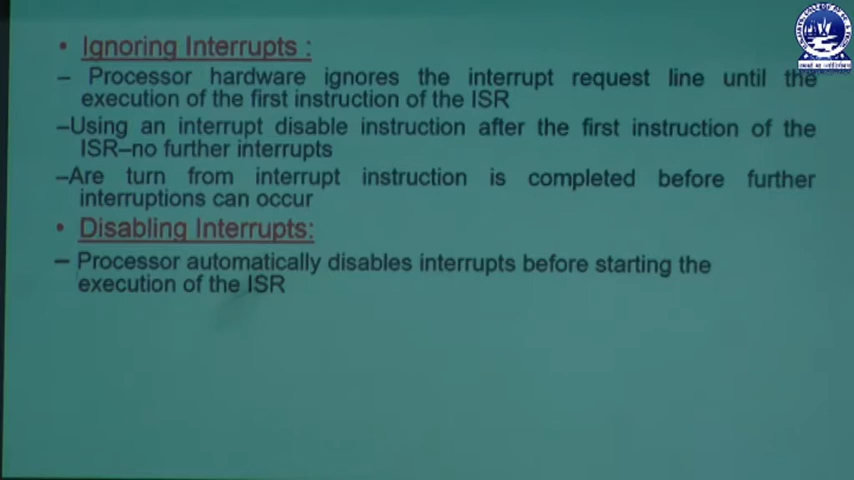 • Ignoring Interrupts :
– Processor hardware ignores the interrupt request line until the
execution of the first instruction of the ISR
–Using an interrupt disable instruction after the first instruction of the
ISR–no further interrupts
–Are turn from interrupt instruction is completed before further
interruptions can occur
• Disabling Interrupts:
– Processor automatically disables interrupts before starting the
execution of the ISR